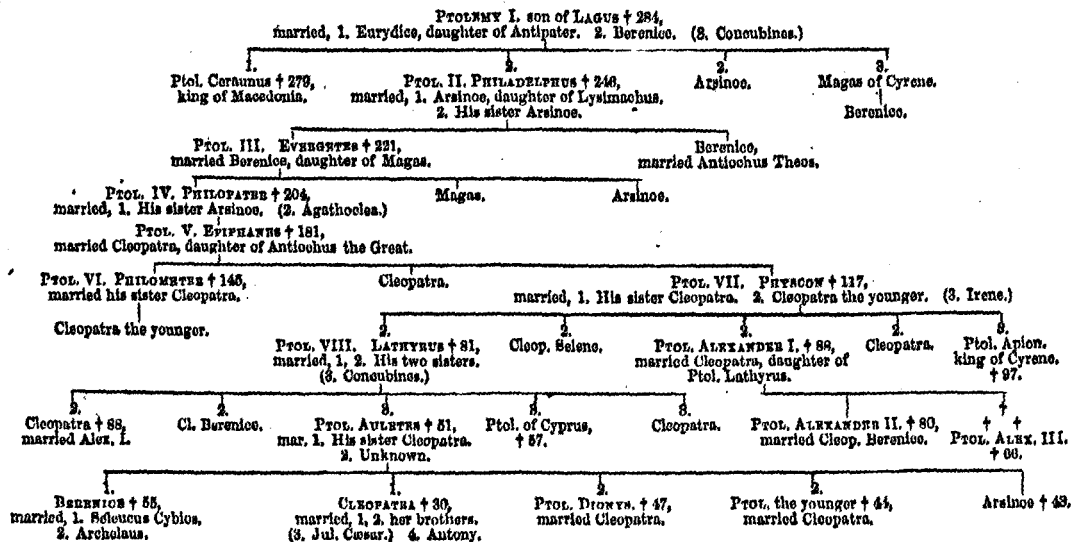 PTOLEMY I. son of LAGUS † 284,
married, 1. Eurydice, daughter of Antipater. 2. Berenice. (3. Concubines.)
1. 2. 2. 3.
Ptol. Ceraunus † 279, PTOL. II. PHILADELPHUS † 246, Arsinoe. Magas of Cyrene.
king of Macedonia. married, 1. Arsinoe, daughter of Lysimachus.
2. His sister Arsinoe. Berenice.
PTOL. III. EVERGETES † 221, Berenice,
married Berenice, daughter of Magas. married Antiochus Theos.
PTOL. IV. PHILOPATER † 204, Magas. Arsinoe.
married, 1. His sister Arsinoe. (2. Agathoclea.)
PTOL. V. EPIPHANES † 181,
married Cleopatra, daughter of Antiochus the Great.
PTOL. VI. PHILOMETER † 145, Cleopatra. PTOL. VII. PHYSCON † 117,
married his sister Cleopatra. married, 1. His sister Cleopatra. 2. Cleopatra the younger. (3. Irene.)
Cleopatra the younger.
2. 2. 2. 2. 3.
PTOL. VIII. LATHYRUS † 81, Cleop. Selene. PTOL. ALEXANDER I. † 88, Cleopatra. Ptol. Apion.
married, 1, 2. His two sisters. married Cleopatra, daughter of king of Cyrene.
(3. Concubines.) Ptol. Lathyrus. † 97.
2. 2. 3. 3. 3. †
Cleopatra † 88, Cl. Berenice. PTOL. AULETES † 51, Ptol. of Cyprus, Cleopatra. PTOL. ALEXANDER II. † 80, † †
married Alex. I. mar. 1. His sister Cleopatra. † 57. married Cleop. Berenice. PTOL. ALEX. III.
2. Unknown. † 66.
1. 1. 2. 2.
BERENICE † 55, CLEOPATRA † 30, PTOL. DIONYS. † 47, PTOL. the younger † 44, Arsinoe † 43.
married, 1. Seleucus Cybios. married, 1, 2. her brothers. married Cleopatra. married Cleopatra.
2. Archelaus. (3. Jul. Cæsar.) 4. Antony.